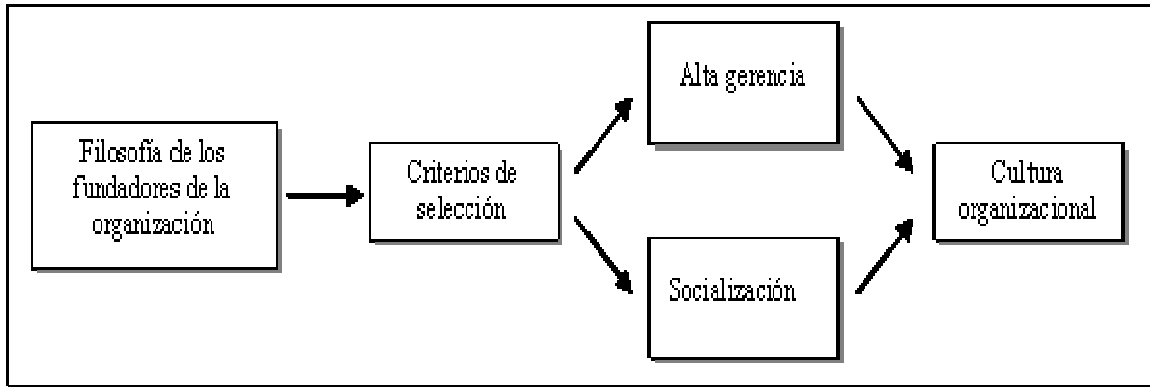 Filosofía de los
fundadores de la
organización
Criterios de
selección
Alta gerencia
Socialización
Cultura
organizacional